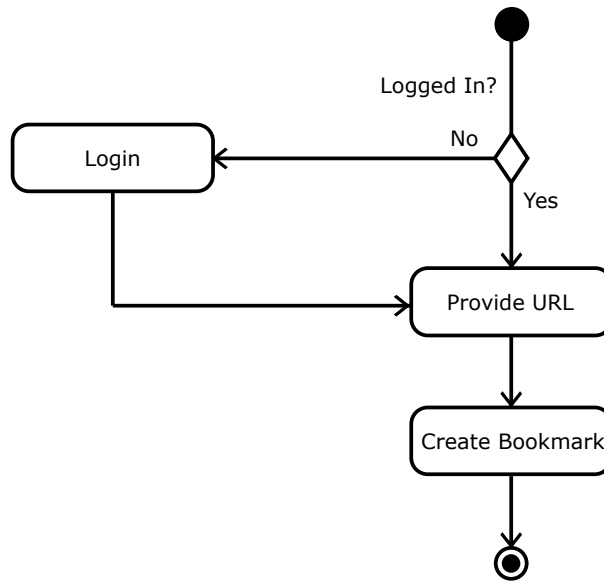 Logged In?
No
Login
Yes
Provide URL
Create Bookmark